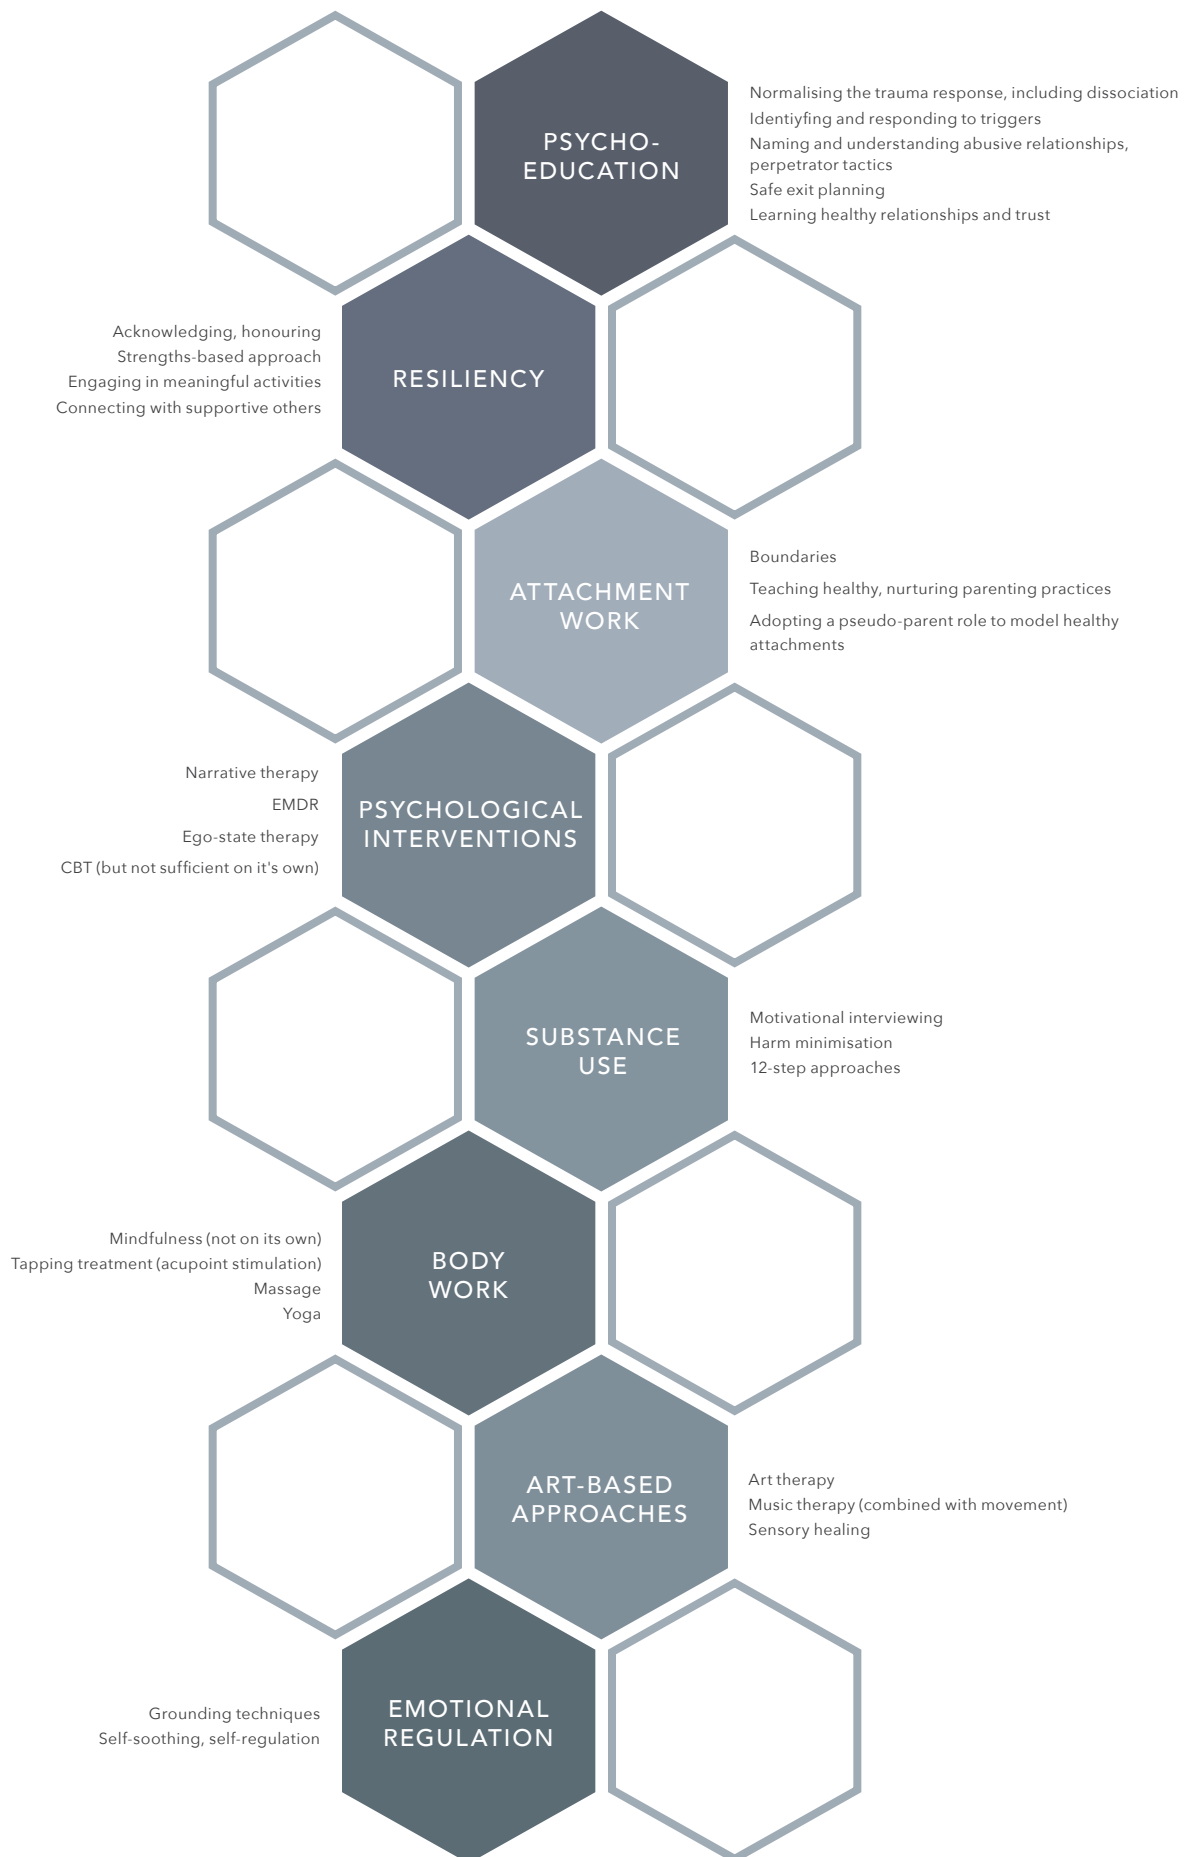 PSYCHO-
EDUCATION
Normalising the trauma response, including dissociation
Identiyfing and responding to triggers
Naming and understanding abusive relationships,
perpetrator tactics
Safe exit planning
Learning healthy relationships and trust
Acknowledging, honouring
Strengths-based approach
Engaging in meaningful activities
Connecting with supportive others
RESILIENCY
ATTACHMENT
WORK
Boundaries
Teaching healthy, nurturing parenting practices
Adopting a pseudo-parent role to model healthy
attachments
Narrative therapy
EMDR
Ego-state therapy
CBT (but not sufficient on it's own)
PSYCHOLOGICAL
INTERVENTIONS
SUBSTANCE
USE
Motivational interviewing
Harm minimisation
12-step approaches
Mindfulness (not on its own)
Tapping treatment (acupoint stimulation)
Massage
Yoga
BODY
WORK
ART-BASED
APPROACHES
Art therapy
Music therapy (combined with movement)
Sensory healing
Grounding techniques
Self-soothing, self-regulation
EMOTIONAL
REGULATION